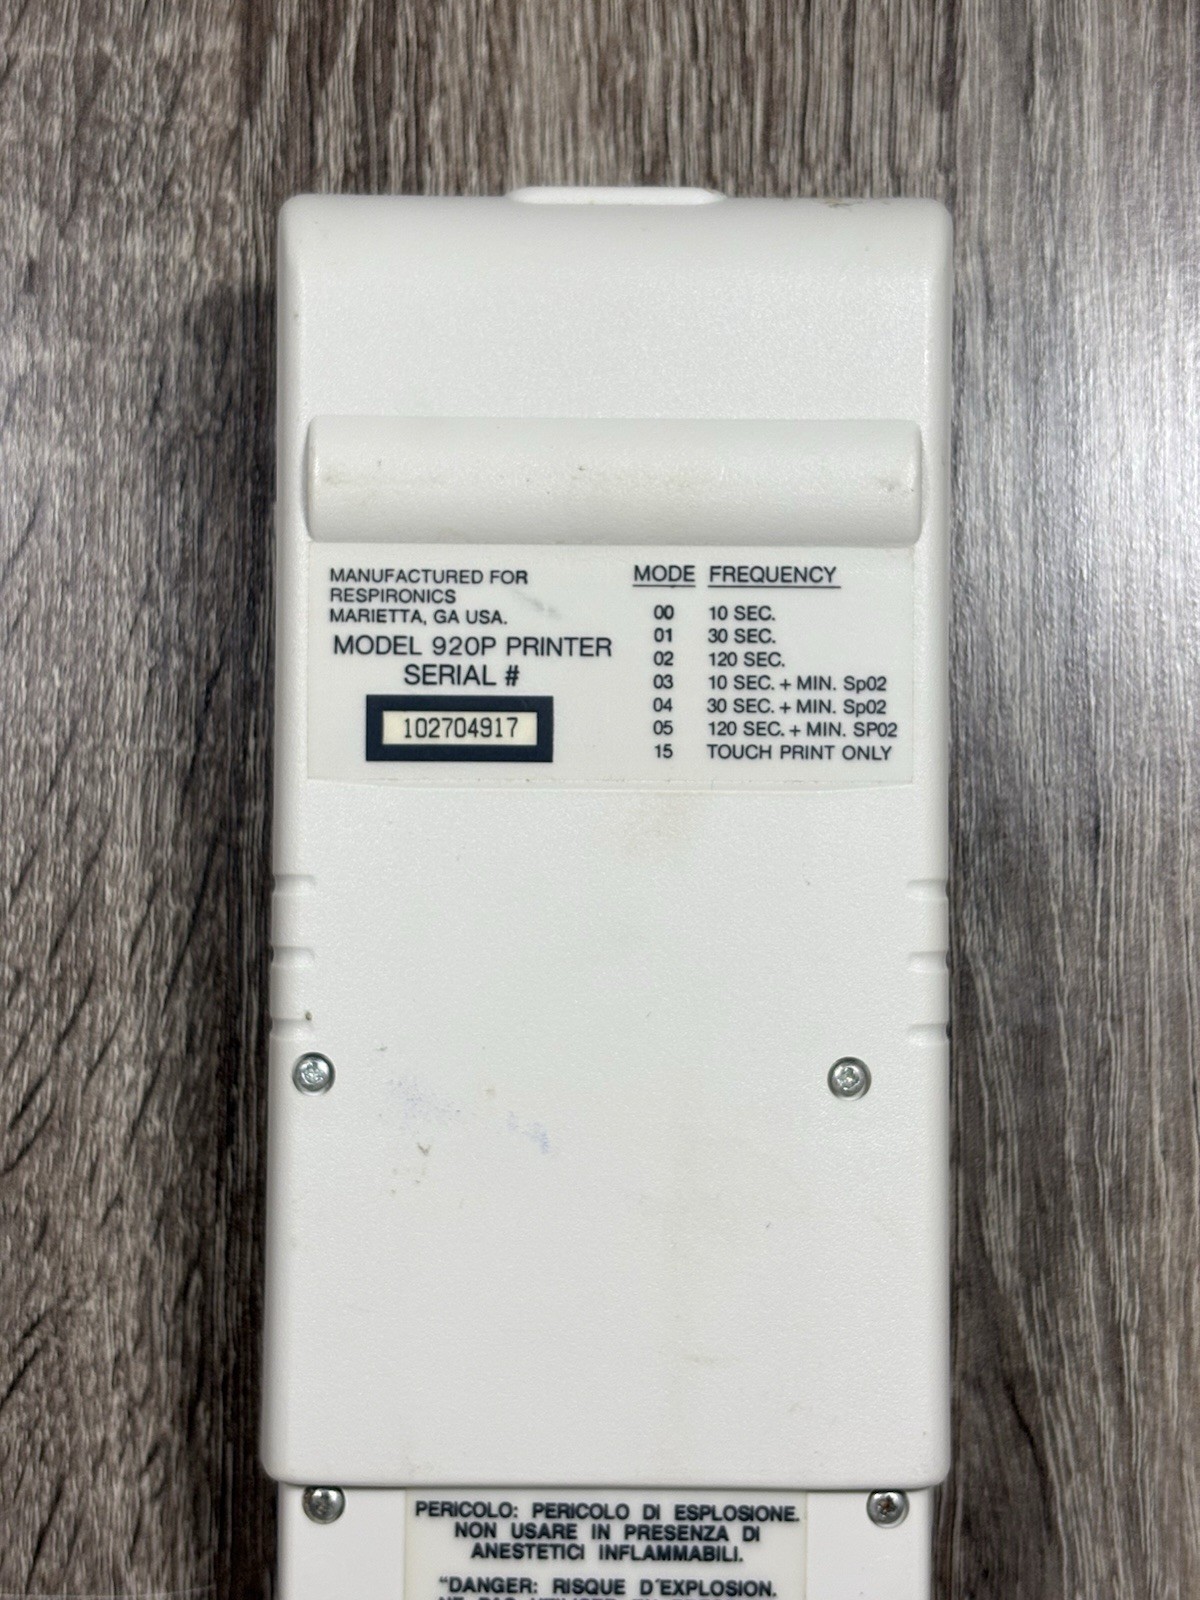 MANUFACTURED FOR
RESPIRONICS
MARIETTA, GA USA.
MODEL 920P PRINTER
SERIAL #
102704917
MODE FREQUENCY
00 10 SEC.
01 30 SEC.
02 120 SEC.
03 10 SEC. + MIN. Sp02
04 30 SEC. + MIN. Sp02
05 120 SEC. + MIN. SP02
15 TOUCH PRINT ONLY
PERICOLO: PERICOLO DI ESPLOSIONE.
NON USARE IN PRESENZA DI
ANESTETICI INFLAMMABILI.
"DANGER: RISQUE D'EXPLOSION.